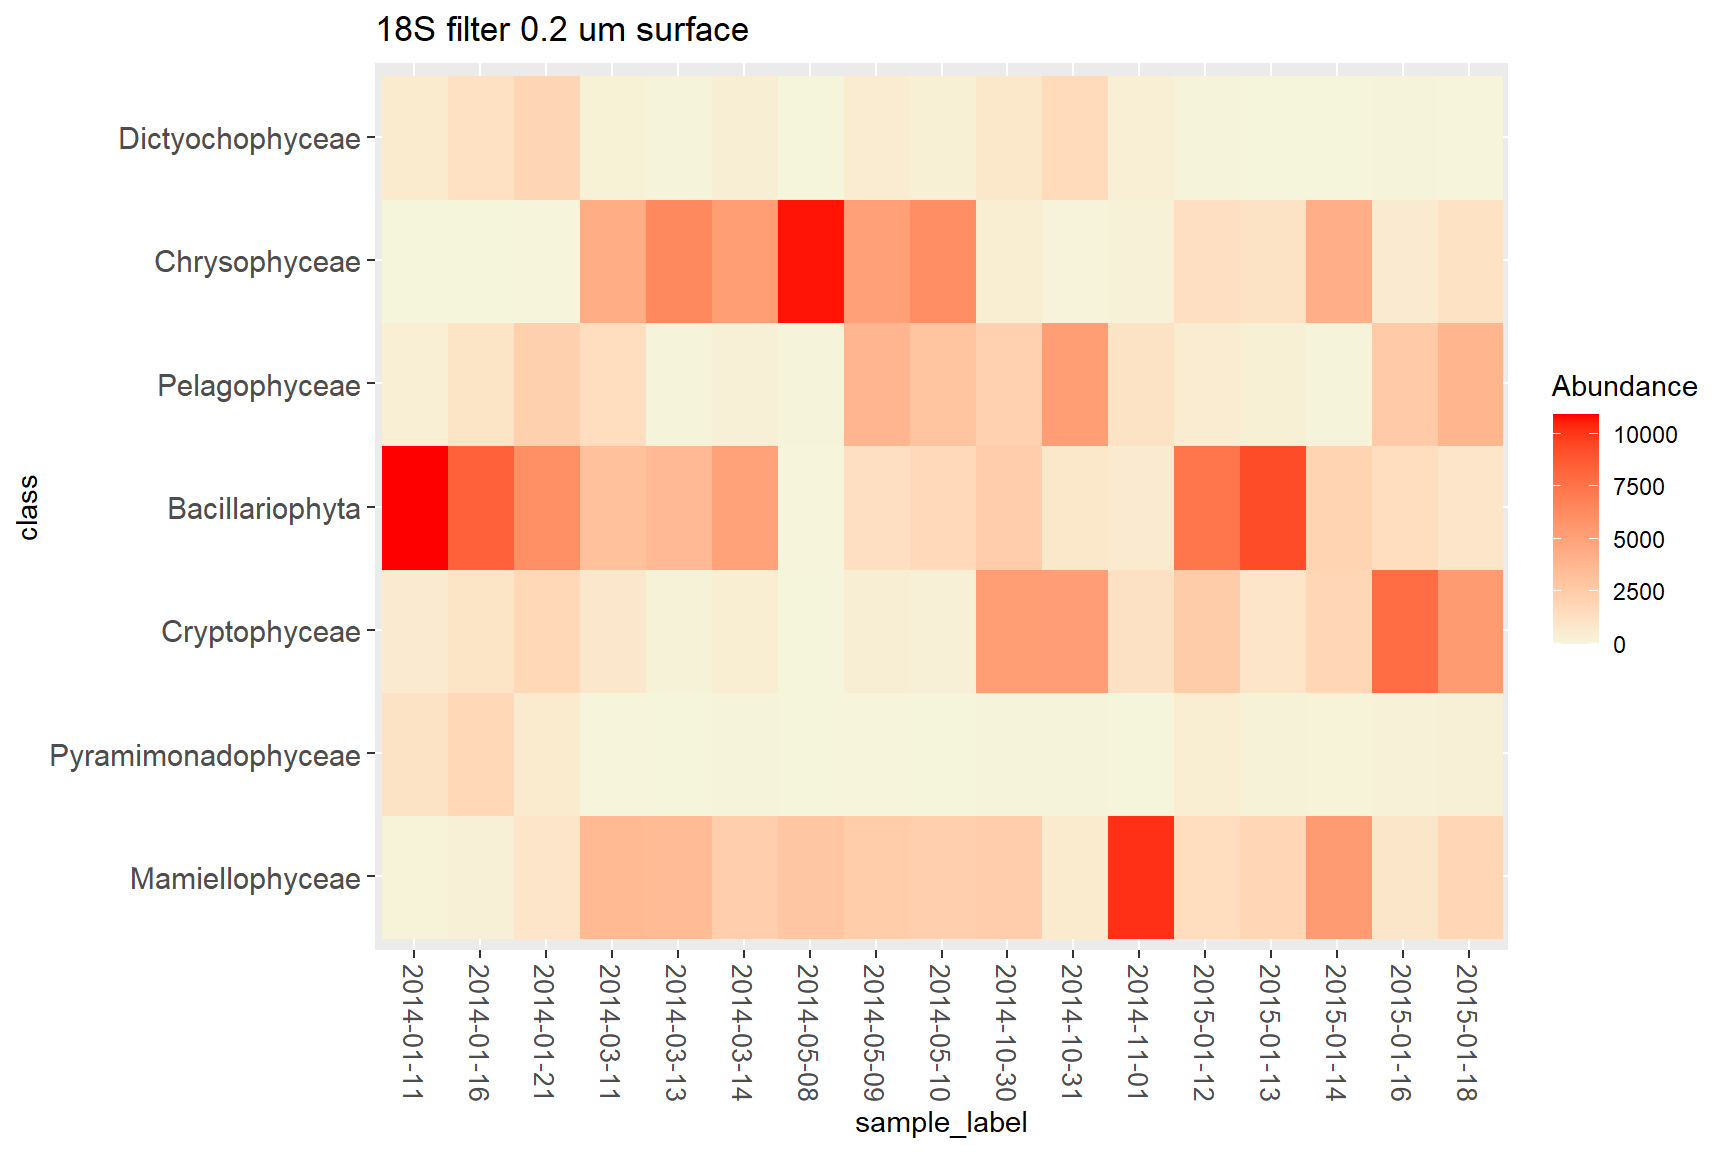 18S filter 0.2 um surface
class
Dictyochophyceae
Chrysophyceae
Pelagophyceae
Bacillariophyta
Cryptophyceae
Pyramimonadophyceae
Mamiellophyceae
2014-01-11
2014-01-16
2014-01-21
2014-03-11
2014-03-13
2014-03-14
2014-05-08
2014-05-09
2014-05-10
2014-10-30
2014-10-31
2014-11-01
2015-01-12
2015-01-13
2015-01-14
2015-01-16
2015-01-18
sample_label
Abundance
10000
7500
5000
2500
0